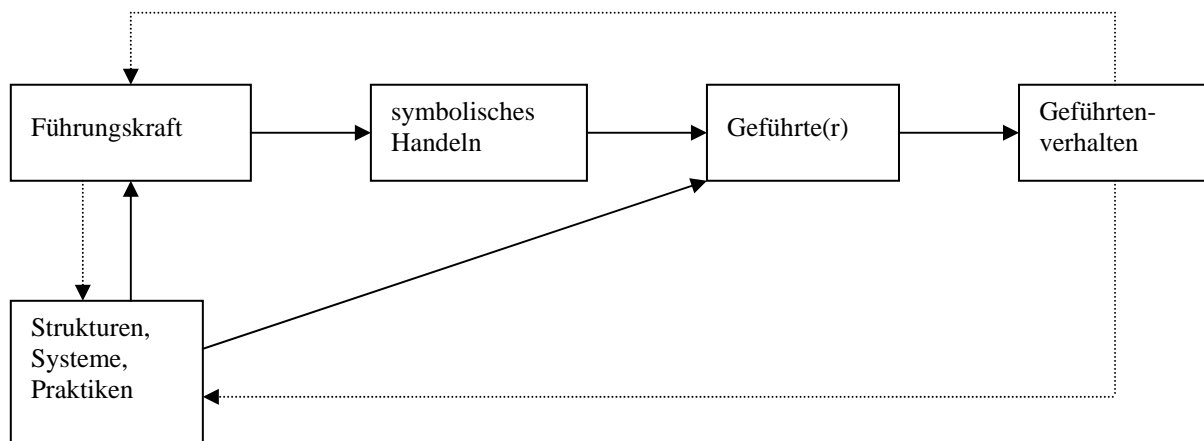 Führungskraft
symbolisches
Handeln
Geführte(r)
Geführten-
verhalten
Strukturen,
Systeme,
Praktiken